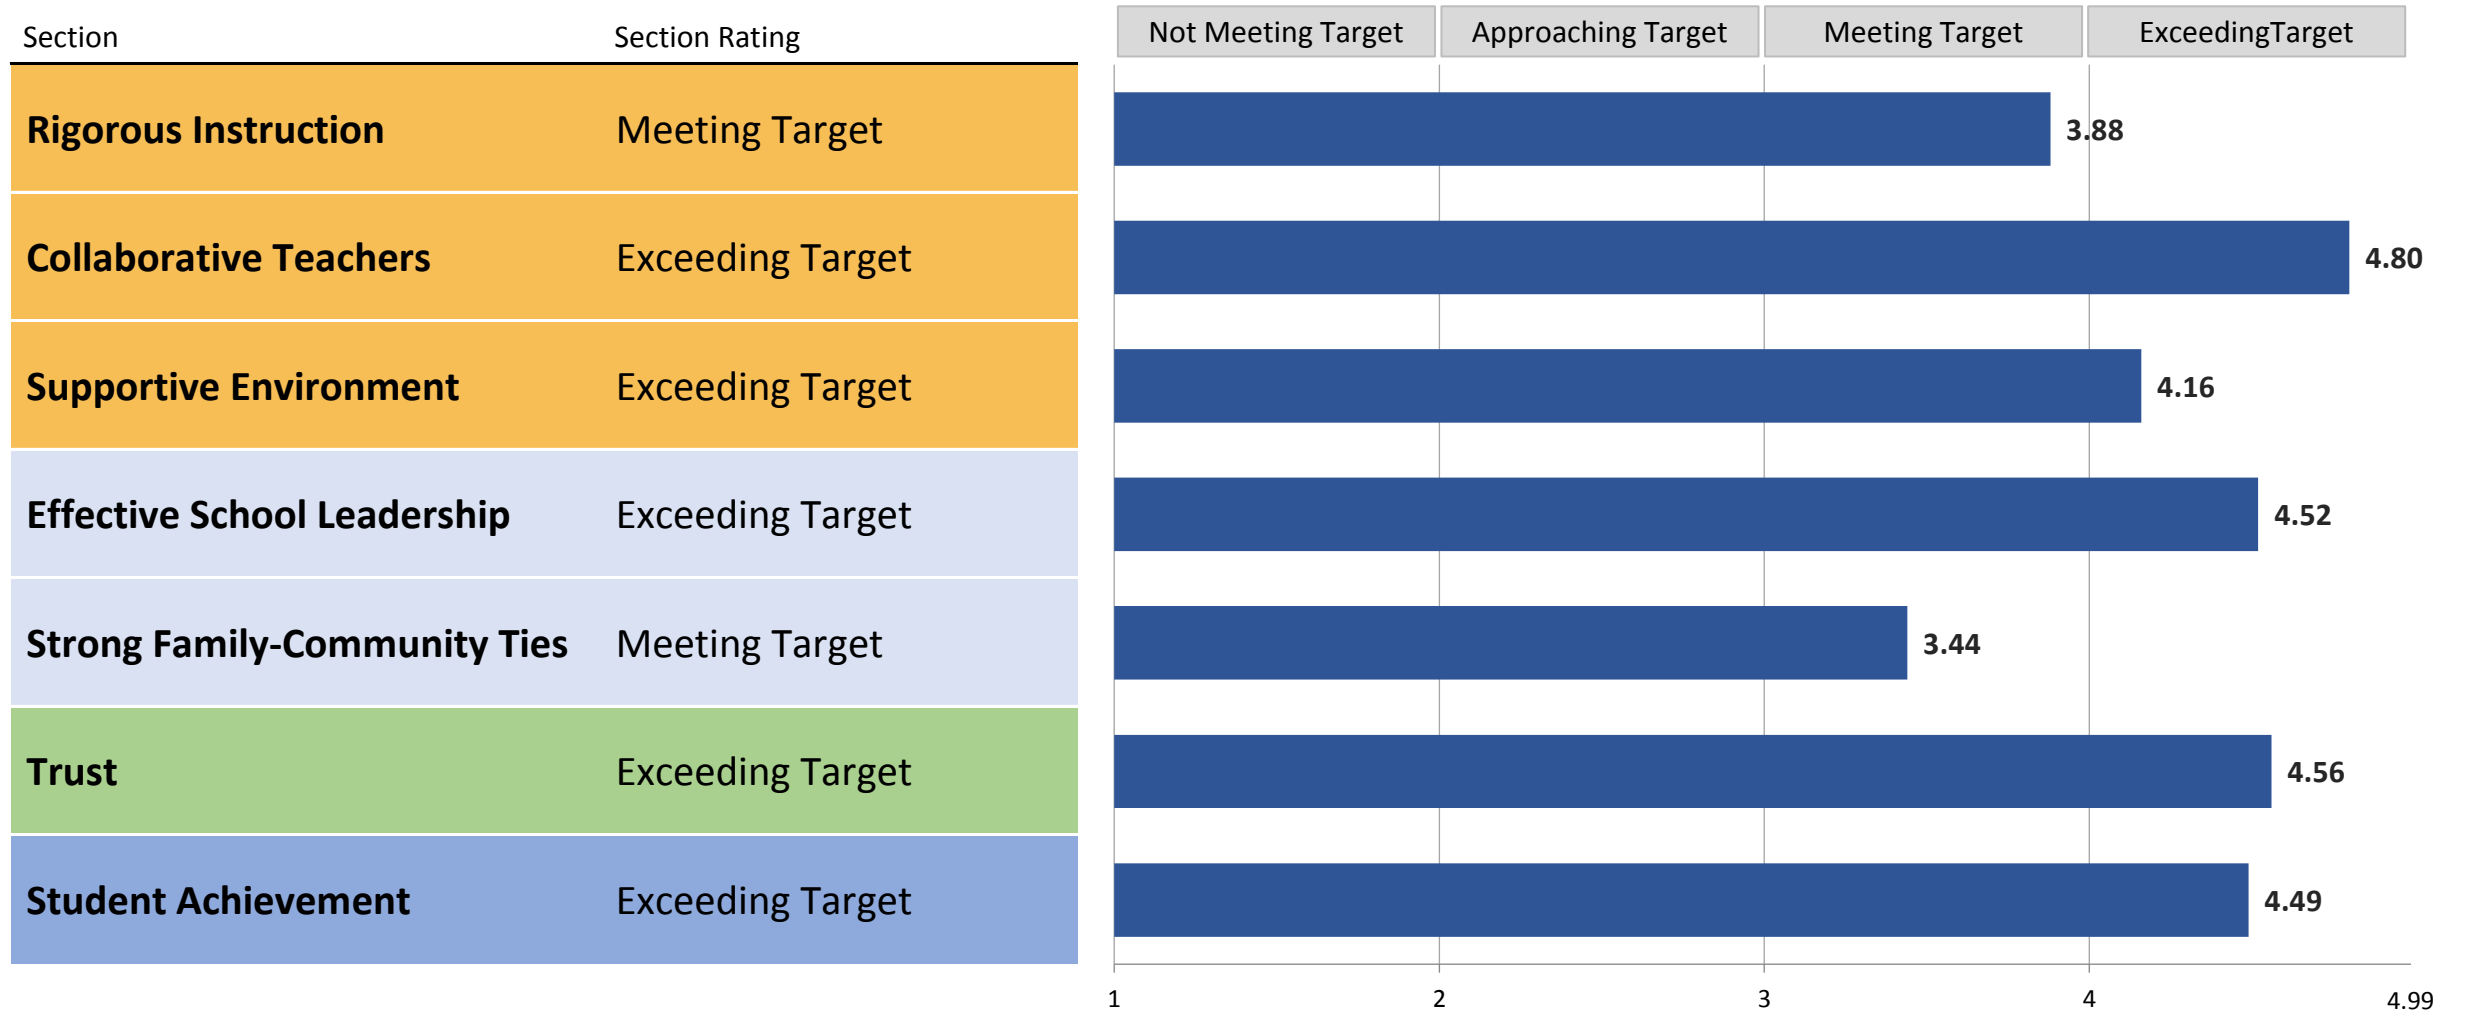 Section Section Rating Not Meeting Target Approaching Target Meeting Target ExceedingTarget
Rigorous Instruction Meeting Target 3.88
Collaborative Teachers Exceeding Target 4.80
Supportive Environment Exceeding Target 4.16
Effective School Leadership Exceeding Target 4.52
Strong Family-Community Ties Meeting Target 3.44
Trust Exceeding Target 4.56
Student Achievement Exceeding Target 4.49
1 2 3 4 4.99